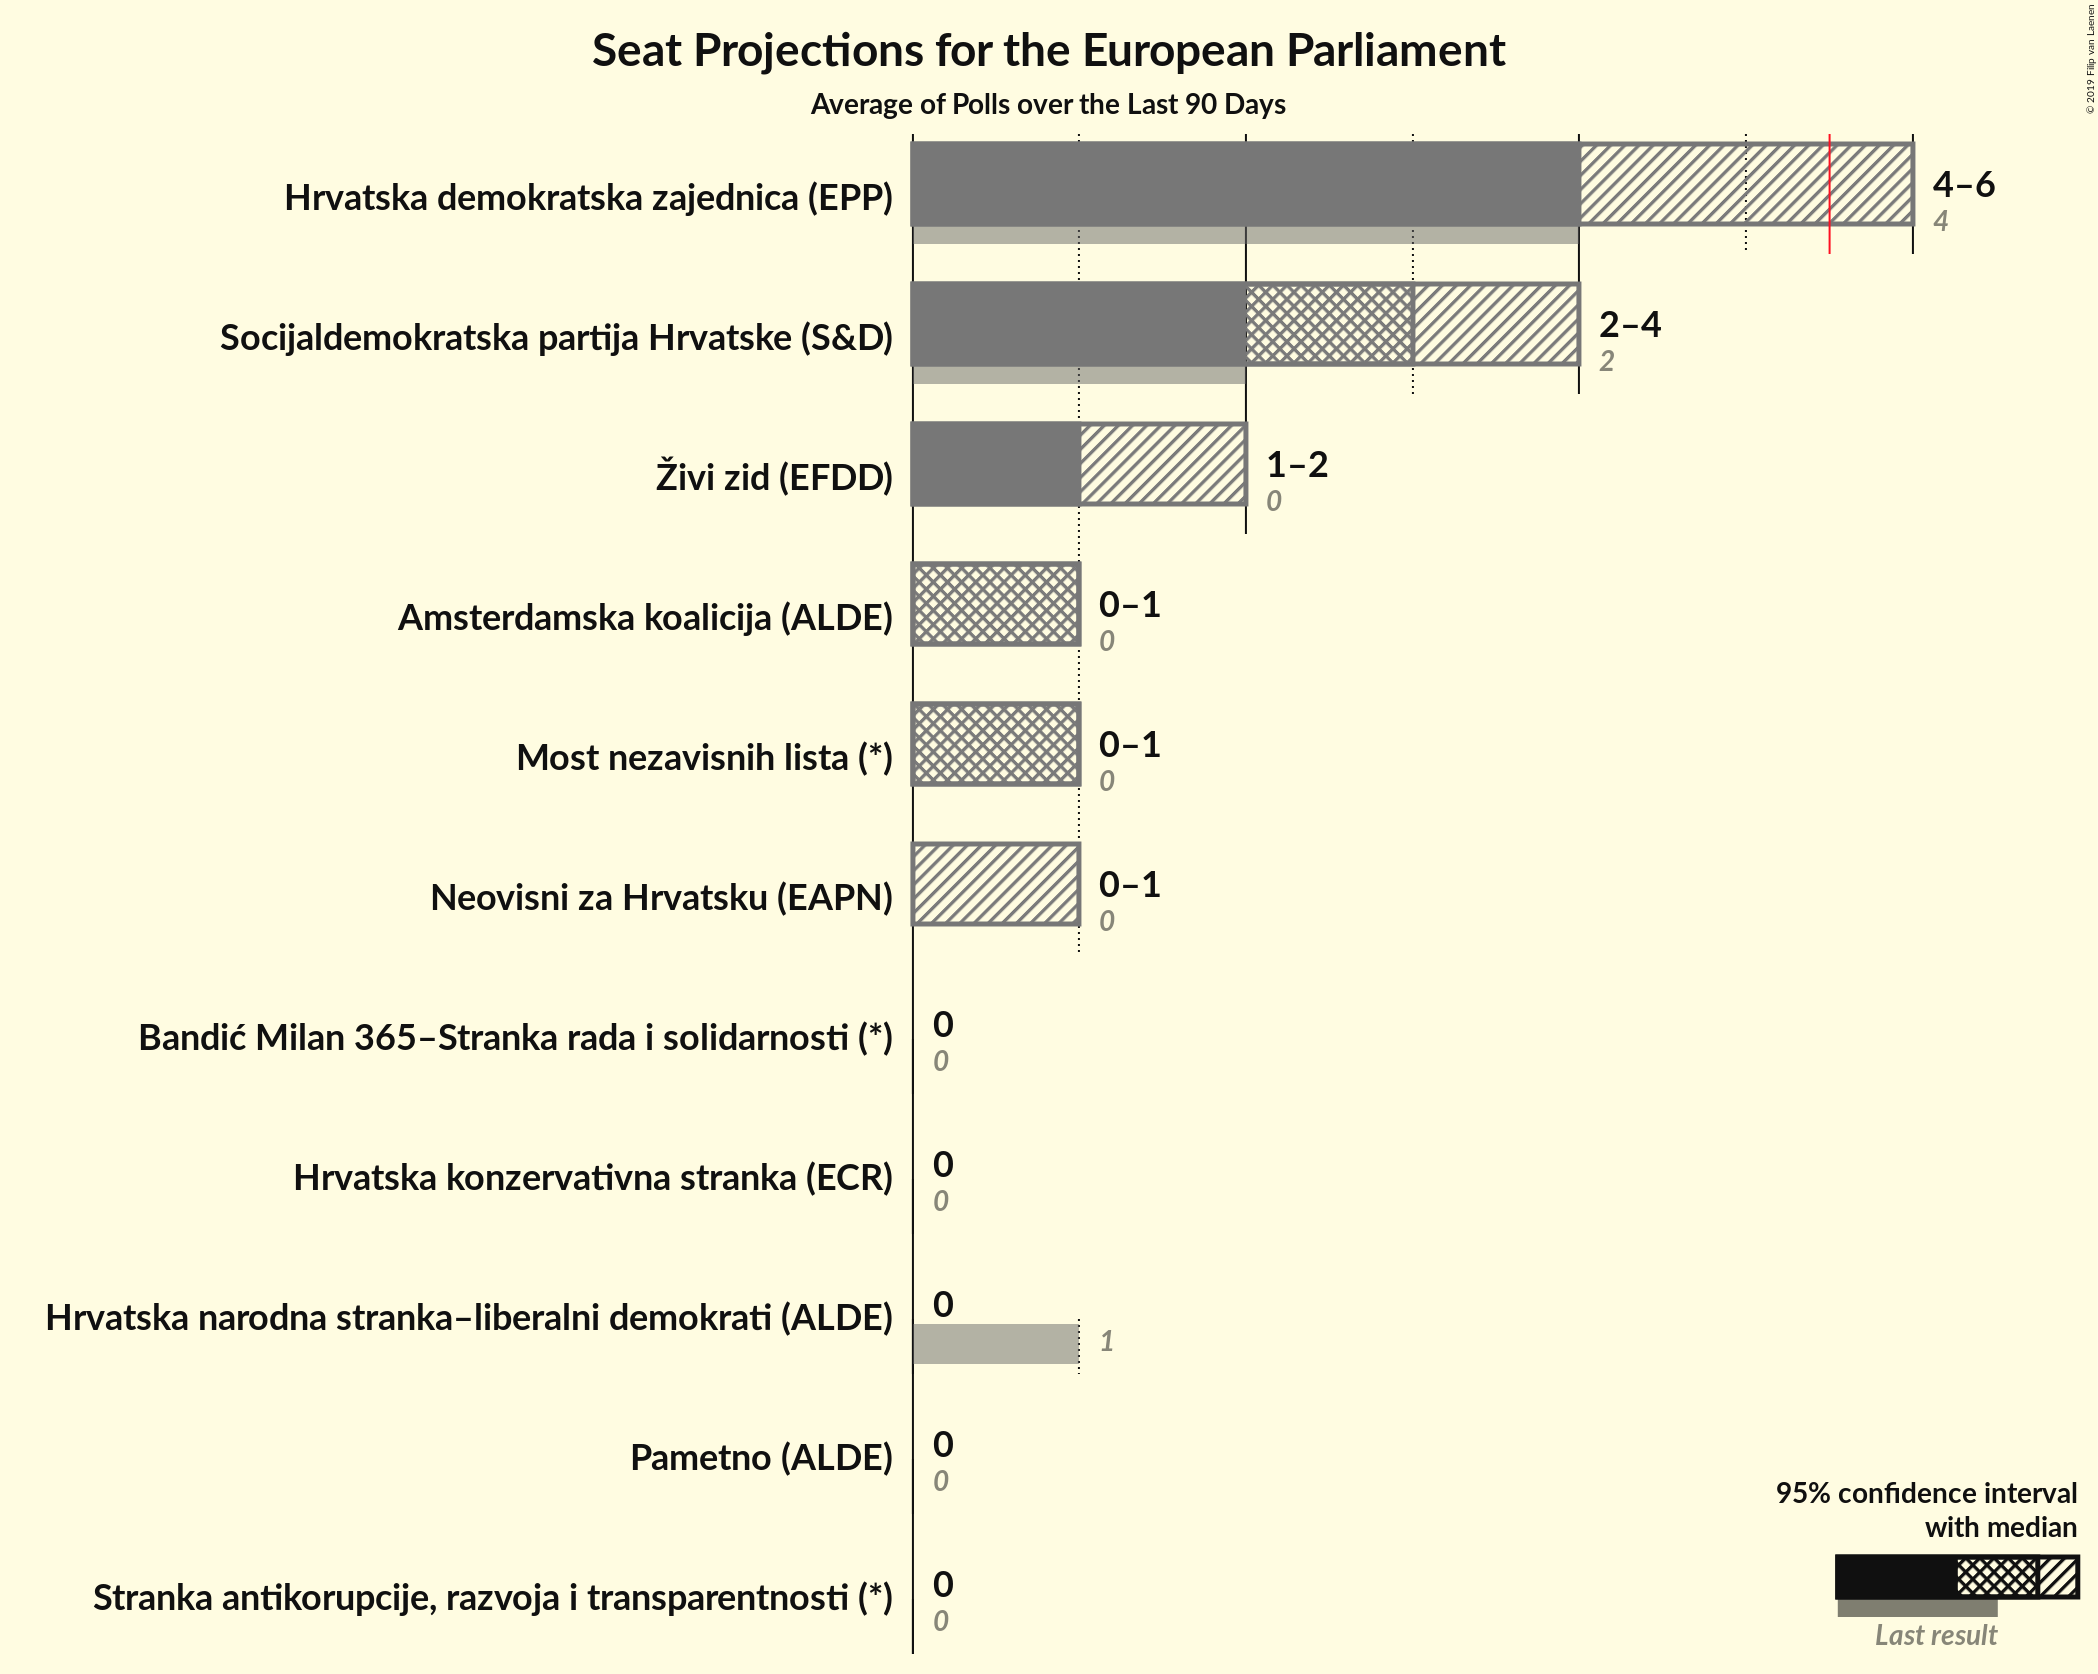 Seat Projections for the European Parliament
Average of Polls over the Last 90 Days
© 2019 Filip van Laenen
Hrvatska demokratska zajednica (EPP)
4–6
4
Socijaldemokratska partija Hrvatske (S&D)
2–4
2
Živi zid (EFDD)
1–2
0
Amsterdamska koalicija (ALDE)
0–1
0
Most nezavisnih lista (*)
0–1
0
Neovisni za Hrvatsku (EAPN)
0–1
0
Bandić Milan 365–Stranka rada i solidarnosti (*)
0
0
Hrvatska konzervativna stranka (ECR)
0
0
Hrvatska narodna stranka–liberalni demokrati (ALDE)
0
1
Pametno (ALDE)
0
0
Stranka antikorupcije, razvoja i transparentnosti (*)
0
0
95% confidence interval
with median
Last result